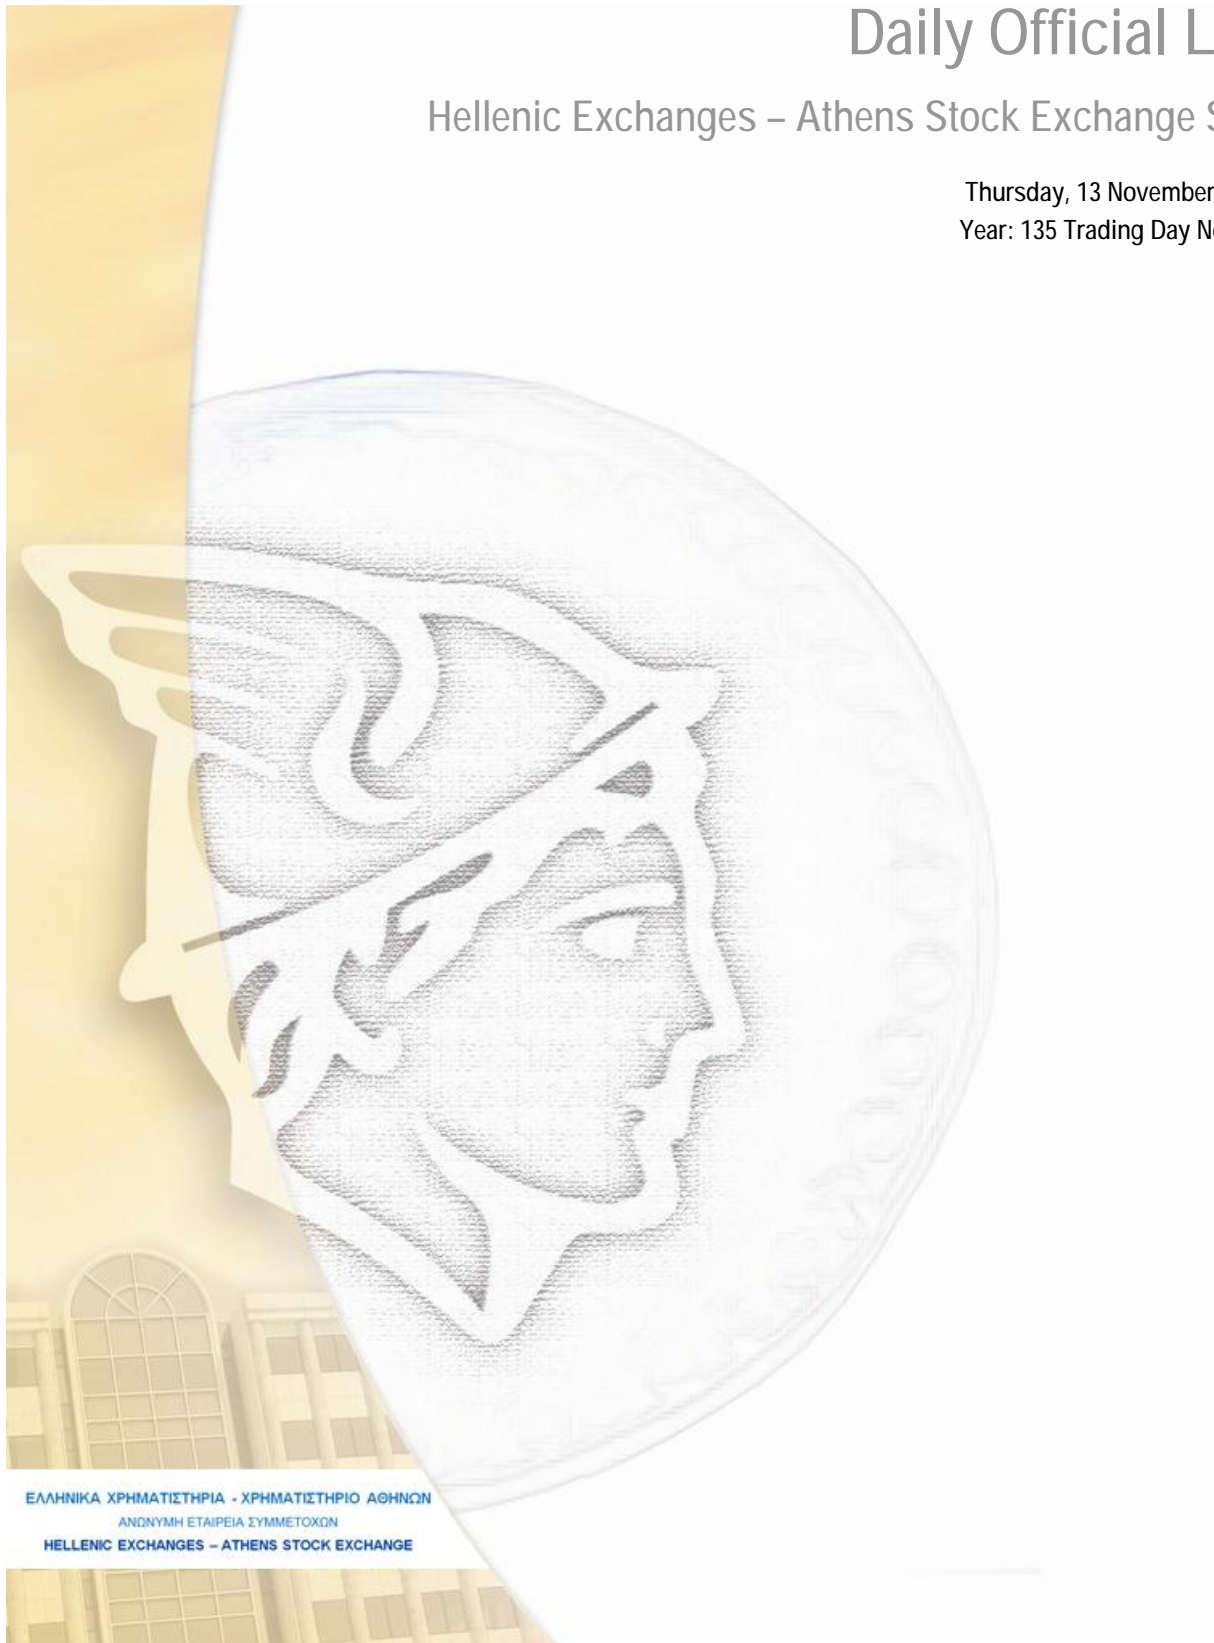 Daily Official L
Hellenic Exchanges – Athens Stock Exchange S
Thursday, 13 November
Year: 135 Trading Day N
ΕΛΛΗΝΙΚΑ ΧΡΗΜΑΤΙΣΤΗΡΙΑ - ΧΡΗΜΑΤΙΣΤΗΡΙΟ ΑΘΗΝΩΝ
ΑΝΩΝΥΜΗ ΕΤΑΙΡΕΙΑ ΣΥΜΜΕΤΟΧΩΝ
HELLENIC EXCHANGES – ATHENS STOCK EXCHANGE